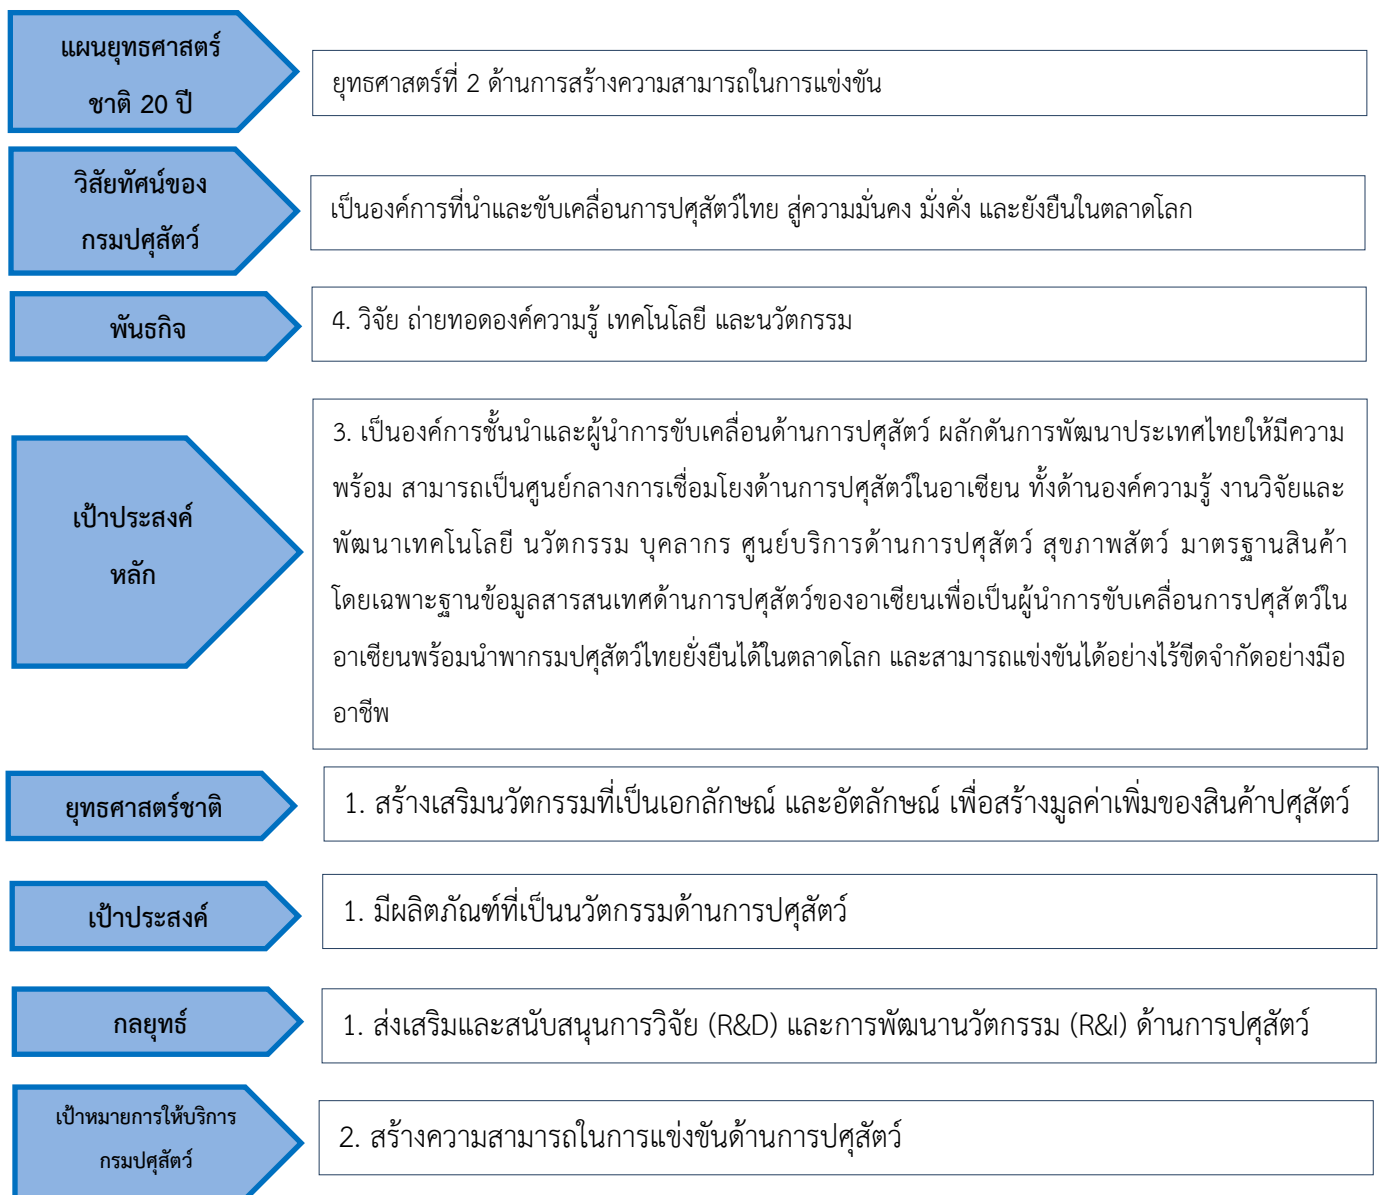 แผนยุทธศาสตร์
ชาติ 20 ปี
ยุทธศาสตร์ที่ 2 ด้านการสร้างความสามารถในการแข่งขัน
วิสัยทัศน์ของ
กรมปศุสัตว์
เป็นองค์การที่นำและขับเคลื่อนการปศุสัตว์ไทย สู่ความมั่นคง มั่งคั่ง และยังยืนในตลาดโลก
พันธกิจ
4. วิจัย ถ่ายทอดองค์ความรู้ เทคโนโลยี และนวัตกรรม
เป้าประสงค์
หลัก
3. เป็นองค์การชั้นนำและผู้นำการขับเคลื่อนด้านการปศุสัตว์ ผลักดันการพัฒนาประเทศไทยให้มีความ
พร้อม สามารถเป็นศูนย์กลางการเชื่อมโยงด้านการปศุสัตว์ในอาเซียน ทั้งด้านองค์ความรู้ งานวิจัยและ
พัฒนาเทคโนโลยี นวัตกรรม บุคลากร ศูนย์บริการด้านการปศุสัตว์ สุขภาพสัตว์ มาตรฐานสินค้า
โดยเฉพาะฐานข้อมูลสารสนเทศด้านการปศุสัตว์ของอาเซียนเพื่อเป็นผู้นำการขับเคลื่อนการปศุสัตว์ใน
อาเซียนพร้อมนำพากรมปศุสัตว์ไทยยั่งยืนได้ในตลาดโลก และสามารถแข่งขันได้อย่างไร้ขีดจำกัดอย่างมือ
อาชีพ
ยุทธศาสตร์ชาติ
1. สร้างเสริมนวัตกรรมที่เป็นเอกลักษณ์ และอัตลักษณ์ เพื่อสร้างมูลค่าเพิ่มของสินค้าปศุสัตว์
เป้าประสงค์
1. มีผลิตภัณฑ์ที่เป็นนวัตกรรมด้านการปศุสัตว์
กลยุทธ์
1. ส่งเสริมและสนับสนุนการวิจัย (R&D) และการพัฒนานวัตกรรม (R&I) ด้านการปศุสัตว์
เป้าหมายการให้บริการ
กรมปศุสัตว์
2. สร้างความสามารถในการแข่งขันด้านการปศุสัตว์